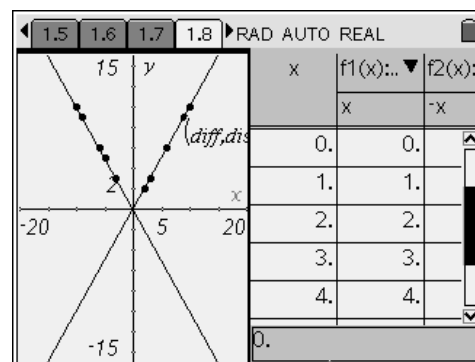 1.5 1.6 1.7 1.8 RAD AUTO REAL
15 y
(diff,dis
2
x
-20 5 20
-15
x f1(x):.. ▼ f2(x):
x -x
0. 0.
1. 1.
2. 2.
3. 3.
4. 4.
0.